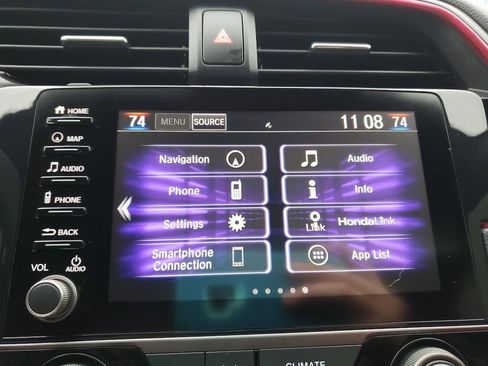 HOME
MAP
AUDIO
PHONE
BACK
VOL AUDIO
74 MENU SOURCE 11 08 74
Navigation Audio
Phone Info
Settings Link HondaLink
Smartphone
Connection App List
CLIMATE